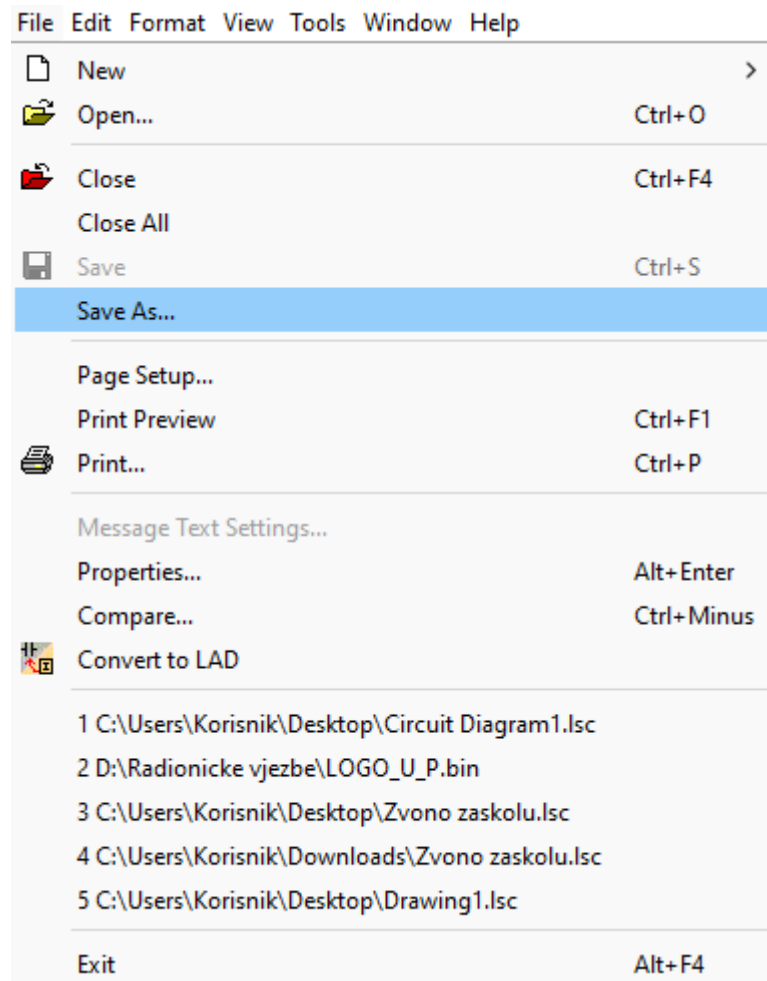 File Edit Format View Tools Window Help
New >
Open... Ctrl+O
Close Ctrl+F4
Close All
Save Ctrl+S
Save As...
Page Setup...
Print Preview Ctrl+F1
Print... Ctrl+P
Message Text Settings...
Properties... Alt+Enter
Compare... Ctrl+Minus
Convert to LAD
1 C:\Users\Korisnik\Desktop\Circuit Diagram1.lsc
2 D:\Radionicke vjezbe\LOGO_U_P.bin
3 C:\Users\Korisnik\Desktop\Zvono zaskolu.lsc
4 C:\Users\Korisnik\Downloads\Zvono zaskolu.lsc
5 C:\Users\Korisnik\Desktop\Drawing1.lsc
Exit Alt+F4